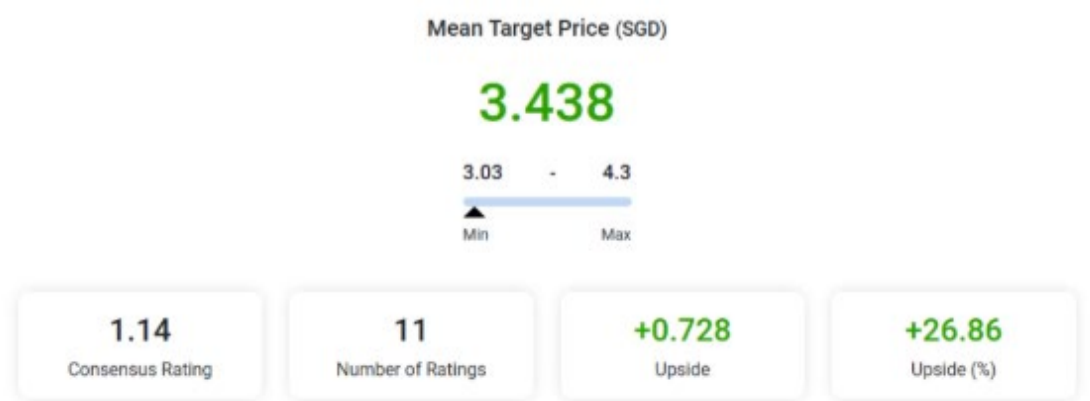 Mean Target Price (SGD)
3.438
3.03 - 4.3
Min Max
1.14 11 +0.728 +26.86
Consensus Rating Number of Ratings Upside Upside (%)